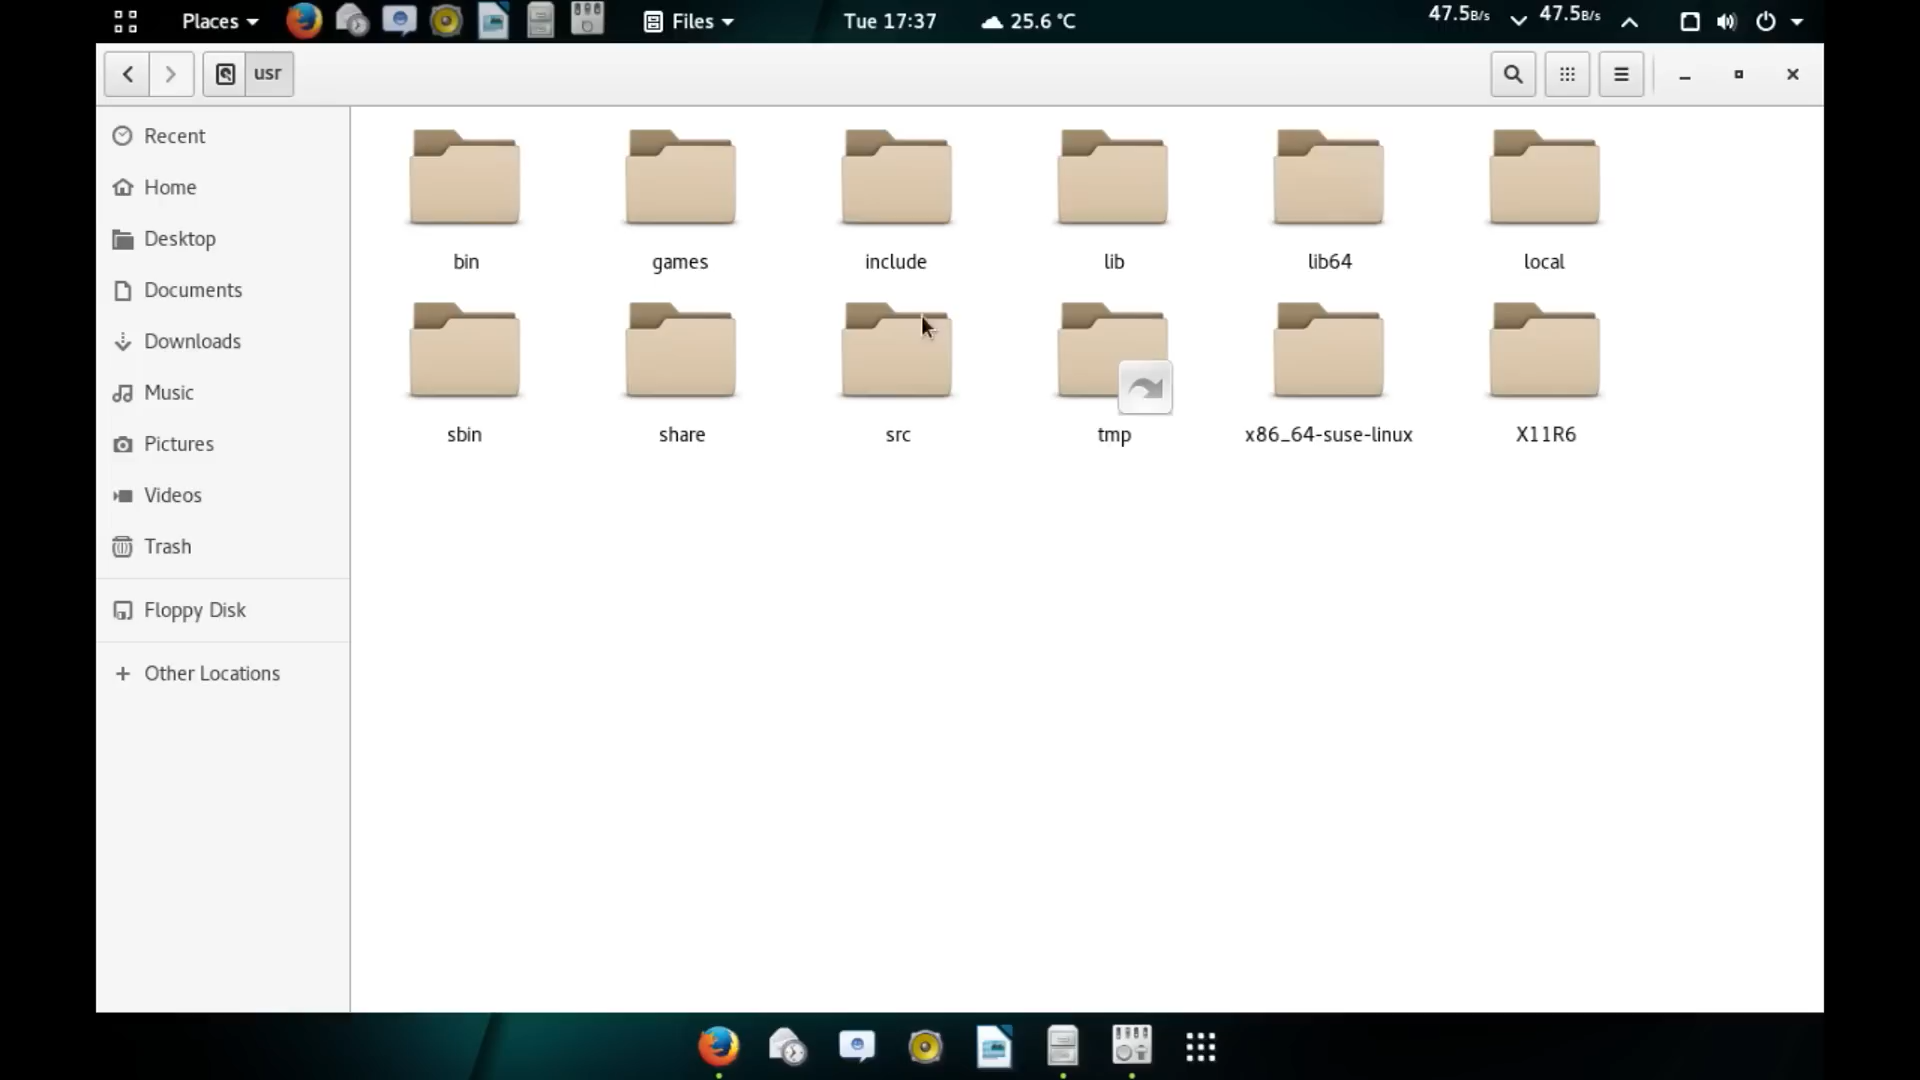 Places Files Tue 17:37 25.6 °C 47.5B/s 47.5B/s
usr
Recent
Home
Desktop
Documents
Downloads
Music
Pictures
Videos
Trash
Floppy Disk
Other Locations
bin games include lib lib64 local
sbin share src tmp x86_64-suse-linux X11R6